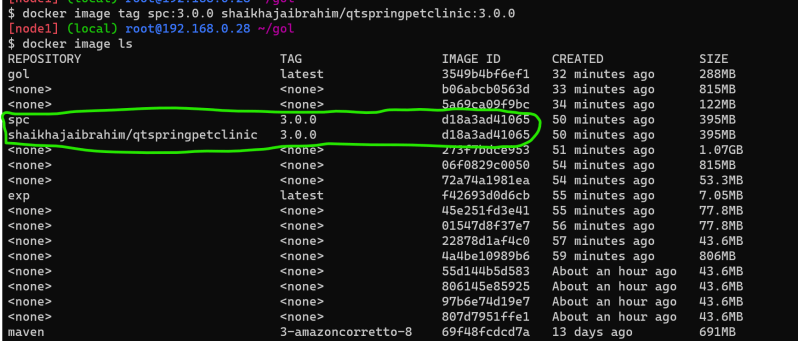 [node1] (local) root@192.168.0.28 ~/gol
$ docker image tag spc:3.0.0 shaikhajaibrahim/qtspringpetclinic:3.0.0
[node1] (local) root@192.168.0.28 ~/gol
$ docker image ls
REPOSITORY TAG IMAGE ID CREATED SIZE
gol latest 3549b4bf6ef1 32 minutes ago 288MB
<none> <none> b06abcb0563d 33 minutes ago 815MB
<none> <none> 5a69ca09f9bc 34 minutes ago 122MB
spc 3.0.0 d18a3ad41065 50 minutes ago 395MB
shaikhajaibrahim/qtspringpetclinic 3.0.0 d18a3ad41065 50 minutes ago 395MB
<none> <none> 273f7bdce953 51 minutes ago 1.07GB
<none> <none> 06f0829c0050 54 minutes ago 815MB
<none> <none> 72a74a1981ea 54 minutes ago 53.3MB
exp latest f42693d0d6cb 55 minutes ago 7.05MB
<none> <none> 45e251fd3e41 55 minutes ago 77.8MB
<none> <none> 01547d8f37e7 56 minutes ago 77.8MB
<none> <none> 22878d1af4c0 57 minutes ago 43.6MB
<none> <none> 4a4be10989b6 59 minutes ago 806MB
<none> <none> 55d144b5d583 About an hour ago 43.6MB
<none> <none> 806145e85925 About an hour ago 43.6MB
<none> <none> 97b6e74d19e7 About an hour ago 43.6MB
<none> <none> 807d7951ffe1 About an hour ago 43.6MB
maven 3-amazoncorretto-8 69f48fcdcd7a 13 days ago 691MB